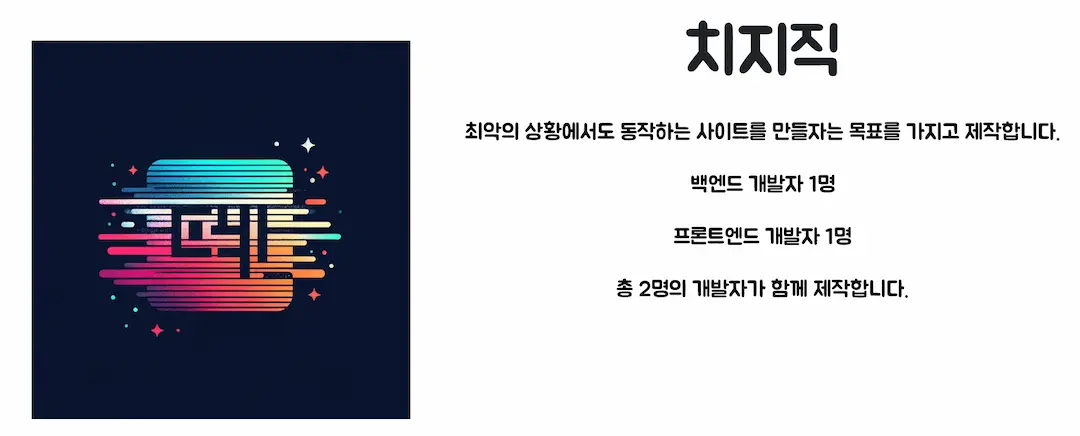 치지직
최악의 상황에서도 동작하는 사이트를 만들자는 목표를 가지고 제작합니다.
백엔드 개발자 1명
프론트엔드 개발자 1명
총 2명의 개발자가 함께 제작합니다.